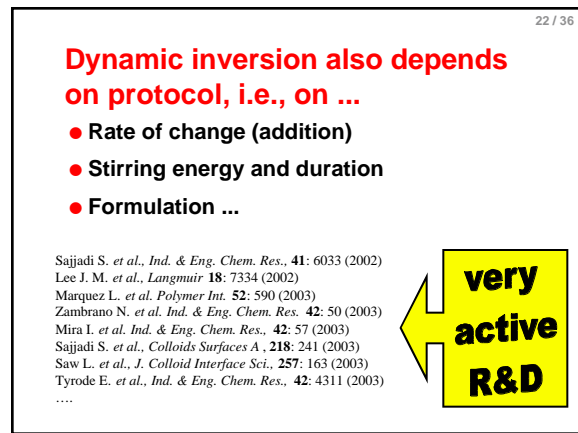 22 / 36
Dynamic inversion also depends
on protocol, i.e., on ...
● Rate of change (addition)
● Stirring energy and duration
● Formulation ...
Sajjadi S. et al., Ind. & Eng. Chem. Res., 41: 6033 (2002)
Lee J. M. et al., Langmuir 18: 7334 (2002)
Marquez L. et al. Polymer Int. 52: 590 (2003)
Zambrano N. et al. Ind. & Eng. Chem. Res. 42: 50 (2003)
Mira I. et al. Ind. & Eng. Chem. Res., 42: 57 (2003)
Sajjadi S. et al., Colloids Surfaces A , 218: 241 (2003)
Saw L. et al., J. Colloid Interface Sci., 257: 163 (2003)
Tyrode E. et al., Ind. & Eng. Chem. Res., 42: 4311 (2003)
….
very
active
R&D